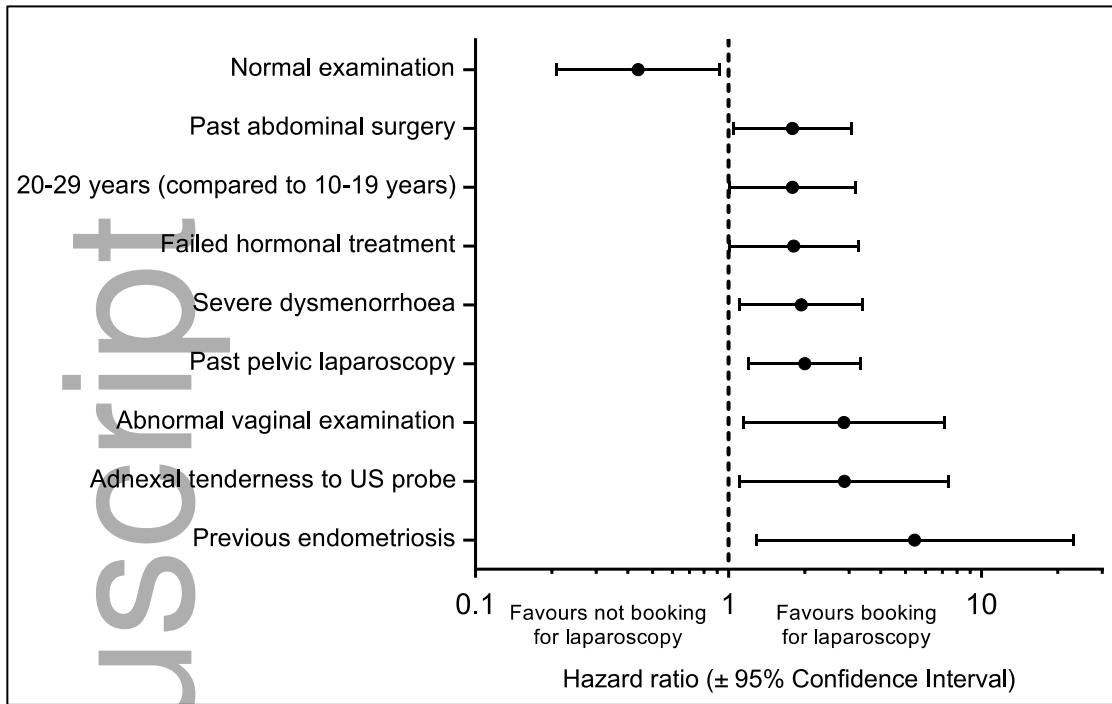 Normal examination
Past abdominal surgery
20-29 years (compared to 10-19 years)
Failed hormonal treatment
Severe dysmenorrhoea
Past pelvic laparoscopy
Abnormal vaginal examination
Adnexal tenderness to US probe
Previous endometriosis
0.1 1 10
Favours not booking Favours booking
for laparoscopy for laparoscopy
Hazard ratio (± 95% Confidence Interval)
uscript